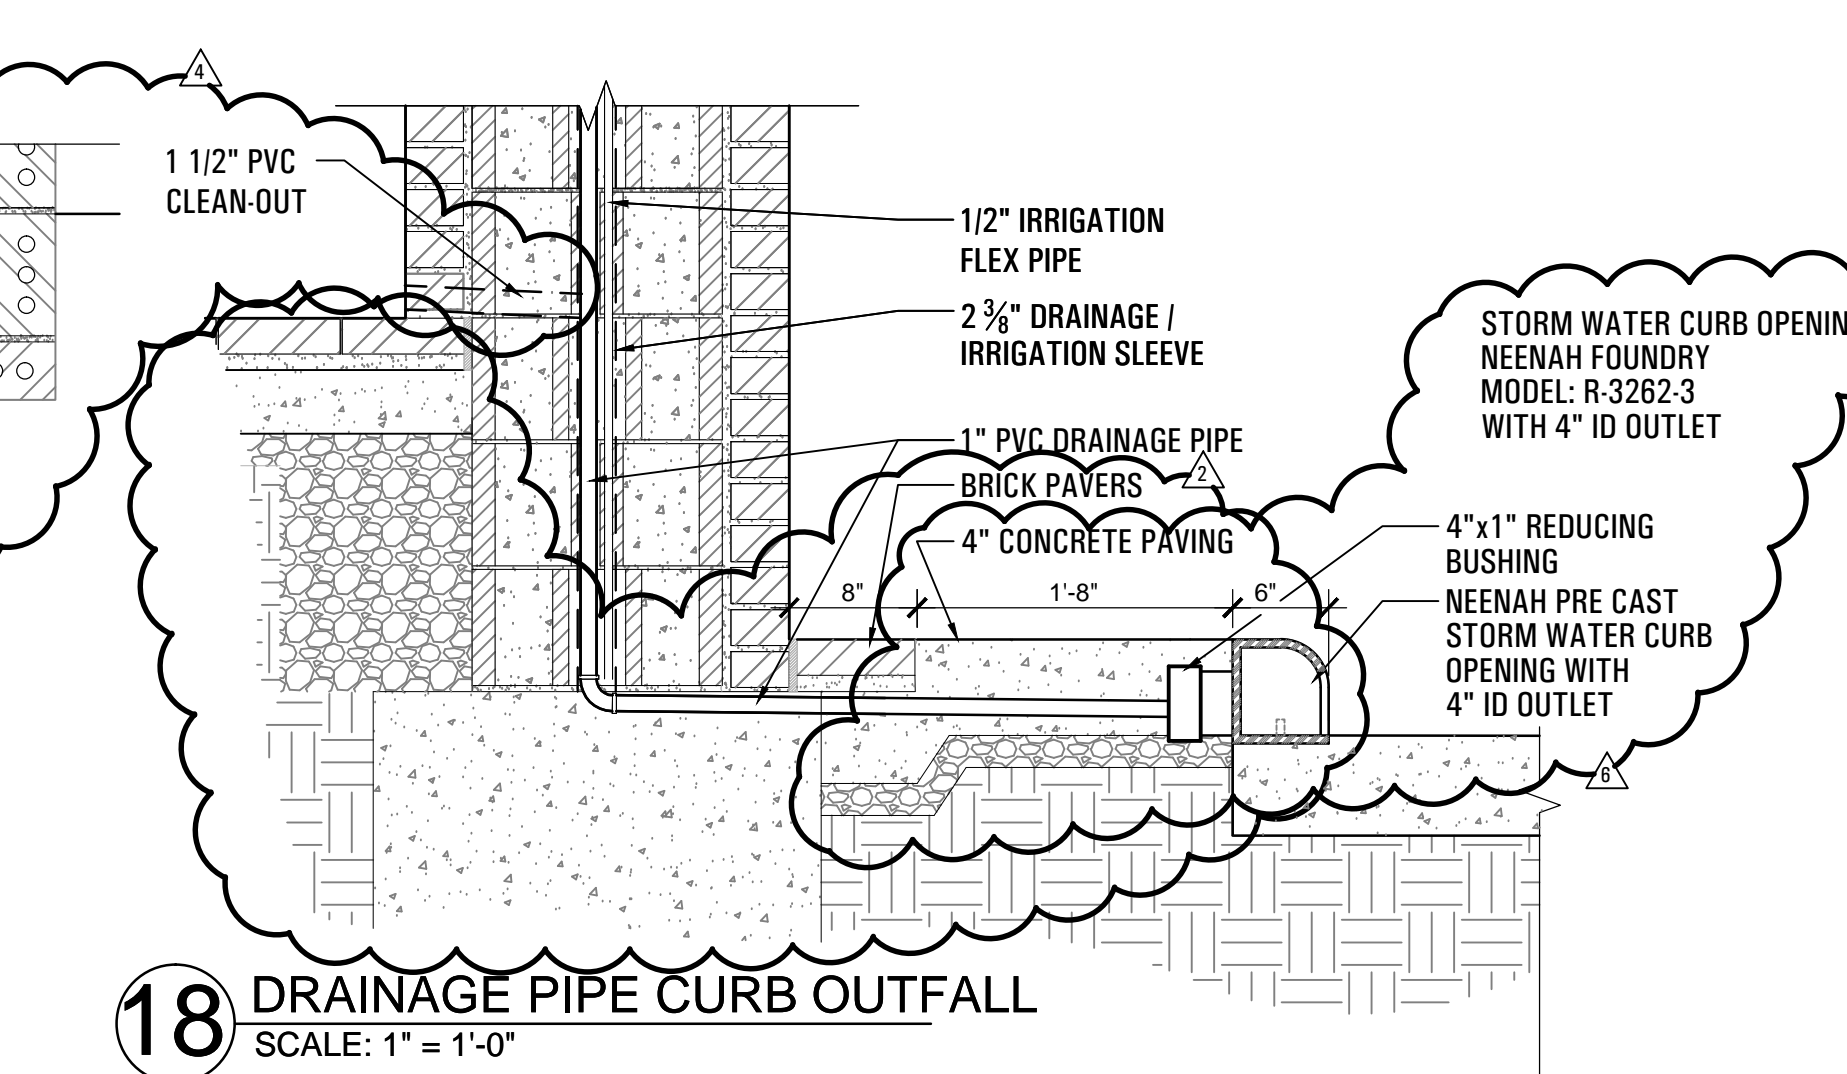 4
1 1/2" PVC
CLEAN-OUT
1/2" IRRIGATION
FLEX PIPE
2 3/8" DRAINAGE /
IRRIGATION SLEEVE
1" PVC DRAINAGE PIPE
2
BRICK PAVERS
4" CONCRETE PAVING
8"
1'-8"
6"
STORM WATER CURB OPENIN
NEENAH FOUNDRY
MODEL: R-3262-3
WITH 4" ID OUTLET
4"x1" REDUCING
BUSHING
NEENAH PRE CAST
STORM WATER CURB
OPENING WITH
4" ID OUTLET
6
18
DRAINAGE PIPE CURB OUTFALL
SCALE: 1" = 1'-0"